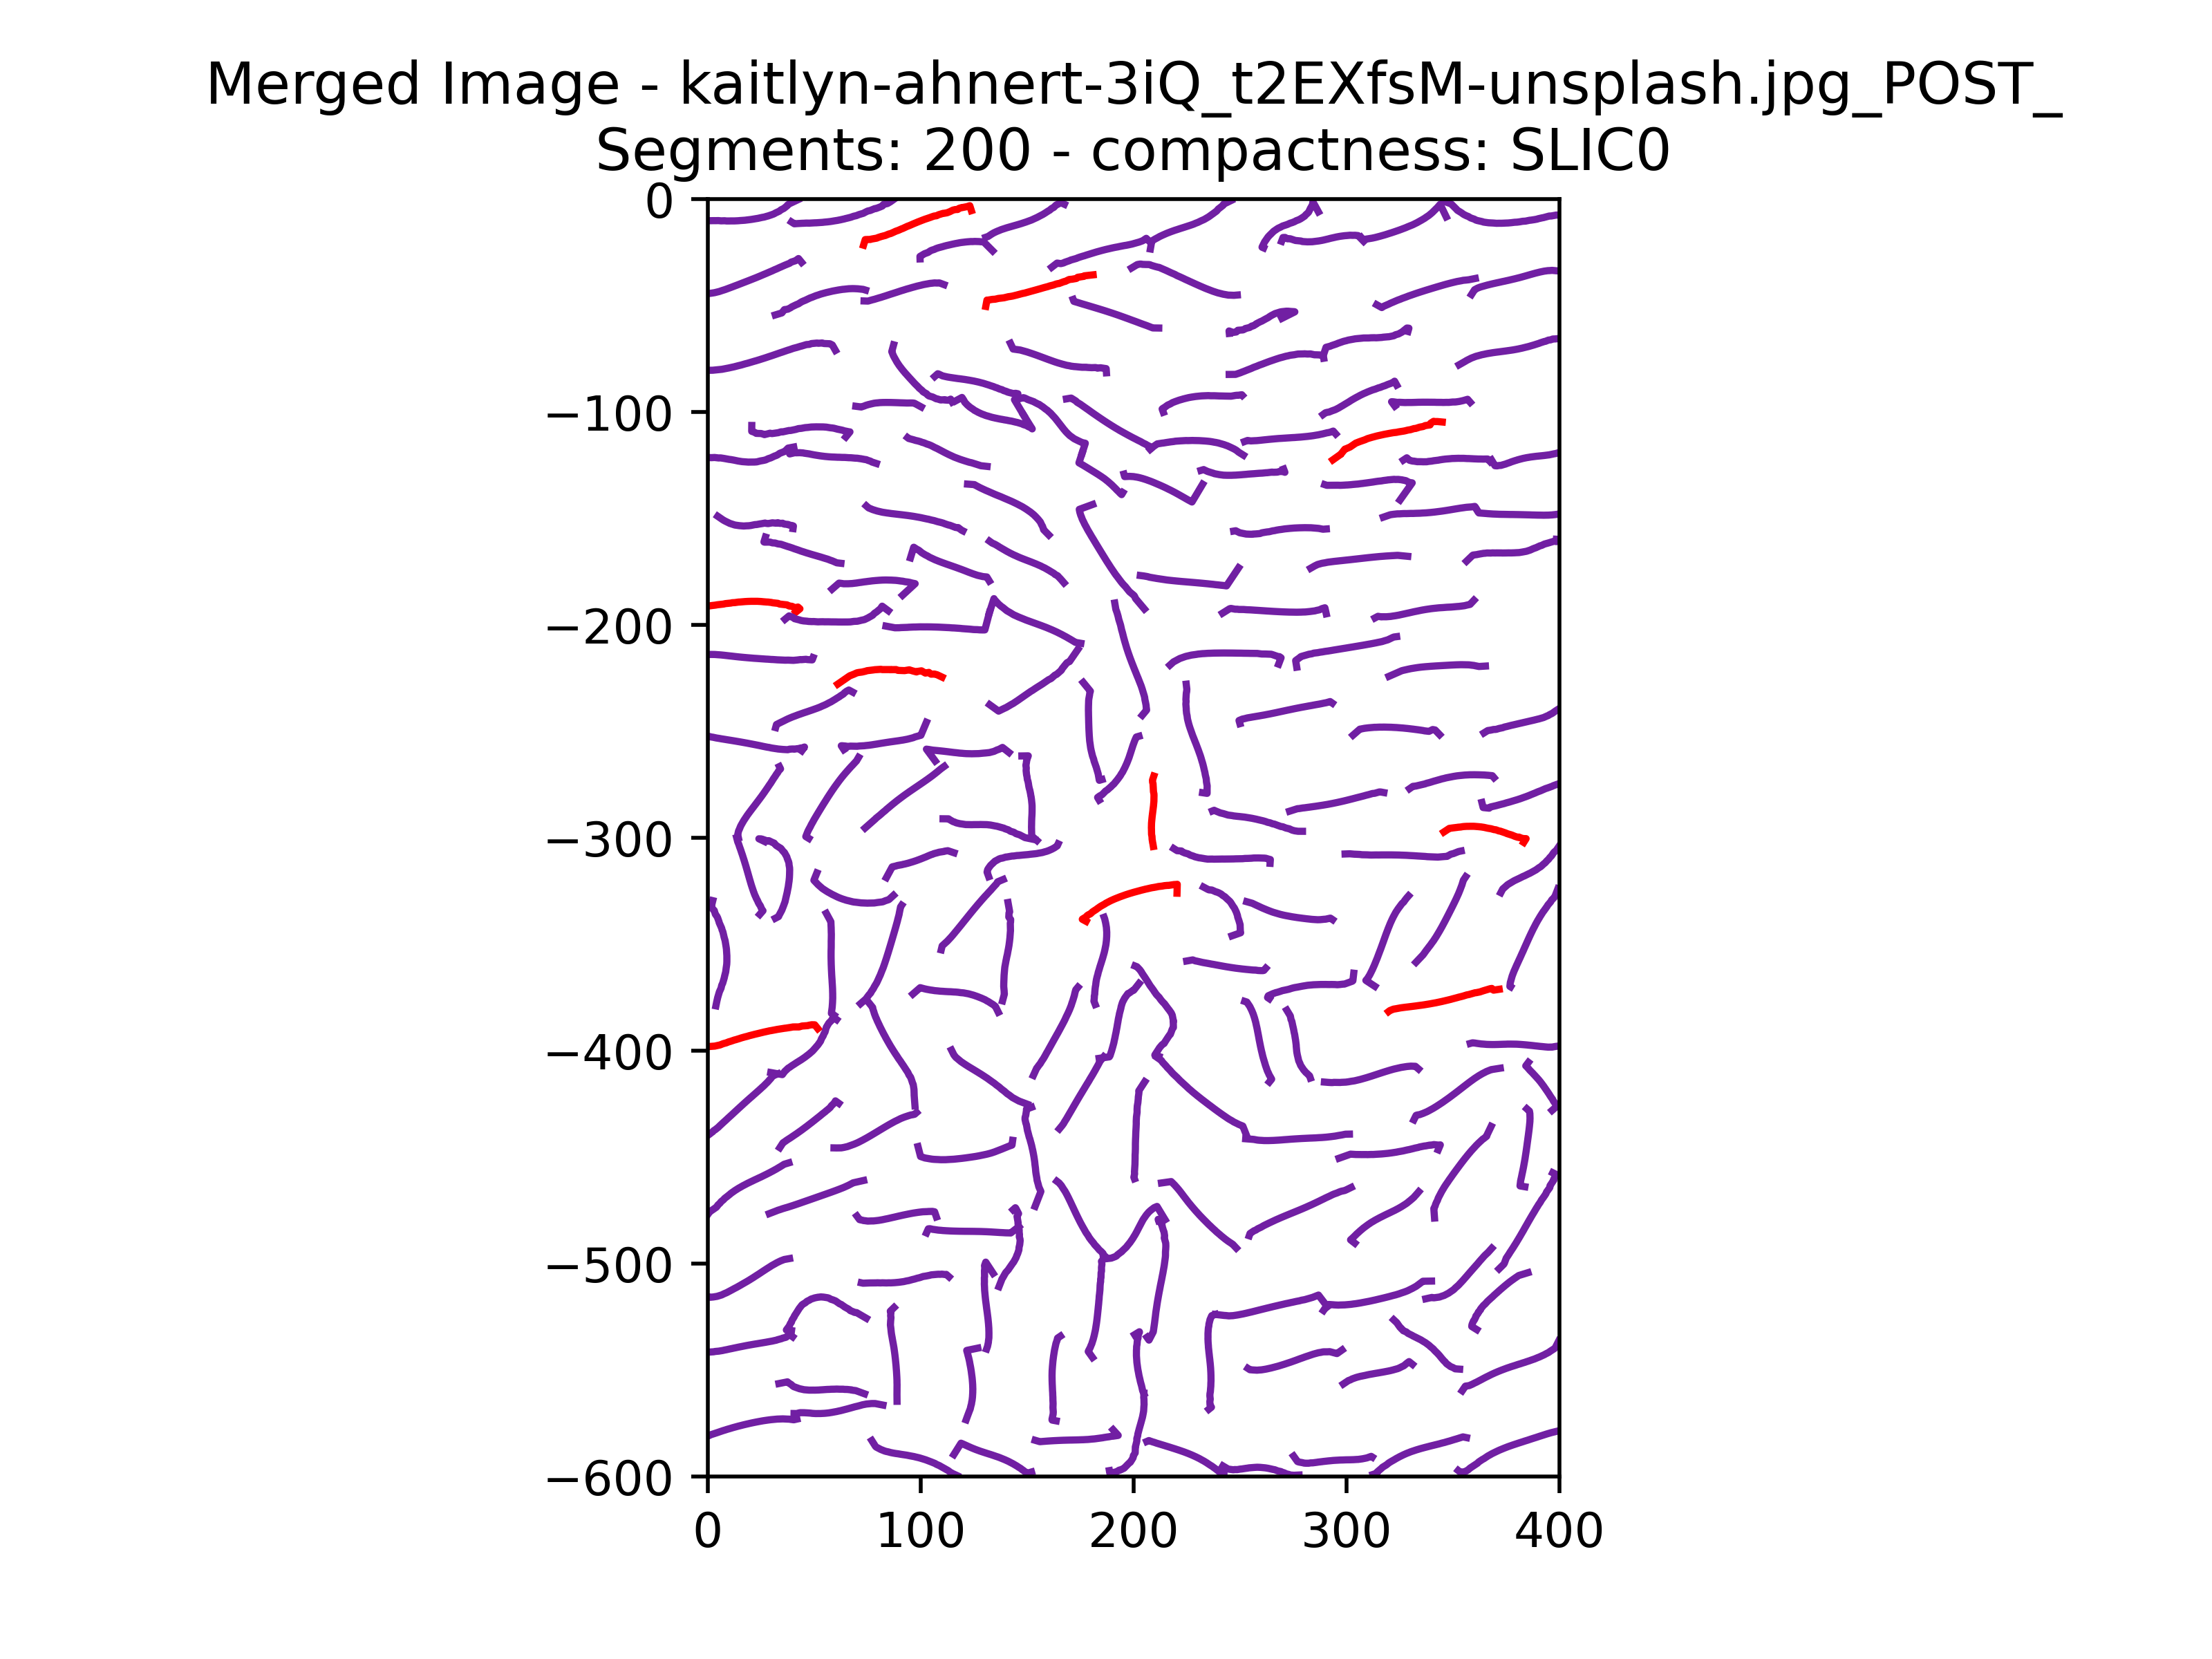 Merged Image - kaitlyn-ahnert-3iQ_t2EXfsM-unsplash.jpg_POST_
Segments: 200 - compactness: SLIC0
0
−100
−200
−300
−400
−500
−600
0 100 200 300 400